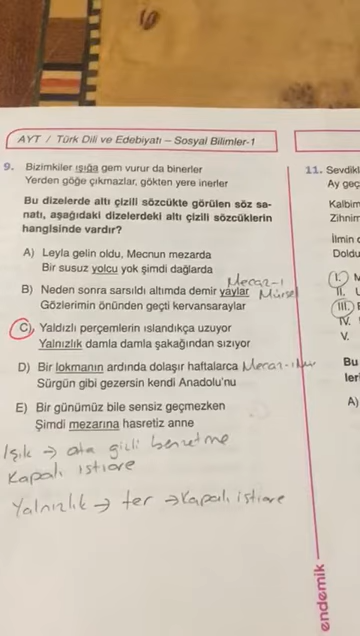 AYT / Türk Dili ve Edebiyatı – Sosyal Bilimler-1
9. Bizimkiler ışığa gem vurur da binerler
Yerden göğe çıkmazlar, gökten yere inerler
Bu dizelerde altı çizili sözcükte görülen söz sa-
natı, aşağıdaki dizelerdeki altı çizili sözcüklerin
hangisinde vardır?
A) Leyla gelin oldu, Mecnun mezarda
Bir susuz yolcu yok şimdi dağlarda
Mecaz-ı
B) Neden sonra sarsıldı altımda demir yaylar Mürsel
Gözlerimin önünden geçti kervansaraylar
C) Yaldızlı perçemlerin ıslandıkça uzuyor
Yalnızlık damla damla şakağından sızıyor
D) Bir lokmanın ardında dolaşır haftalarca Mecaz-ı
Sürgün gibi gezersin kendi Anadolu'nu
E) Bir günümüz bile sensiz geçmezken
Şimdi mezarına hasretiz anne
Işık → ata gizli benzetme
Kapalı istiare
Yalnızlık → ter → Kapalı istiare
11. Sevdikl
Ay geç
Kalbim
Zihnim
İlmin
Doldu
I.
II.
III.
IV.
V.
Bu
ler
A)
endemik